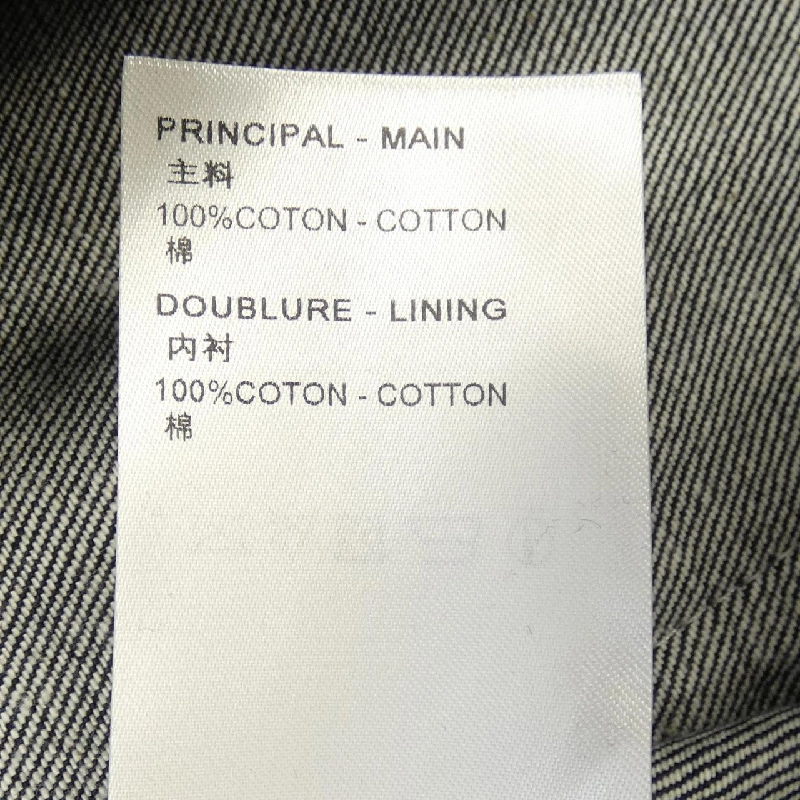 PRINCIPAL - MAIN
主料
100%COTON - COTTON
棉
DOUBLURE - LINING
内衬
100%COTON - COTTON
棉